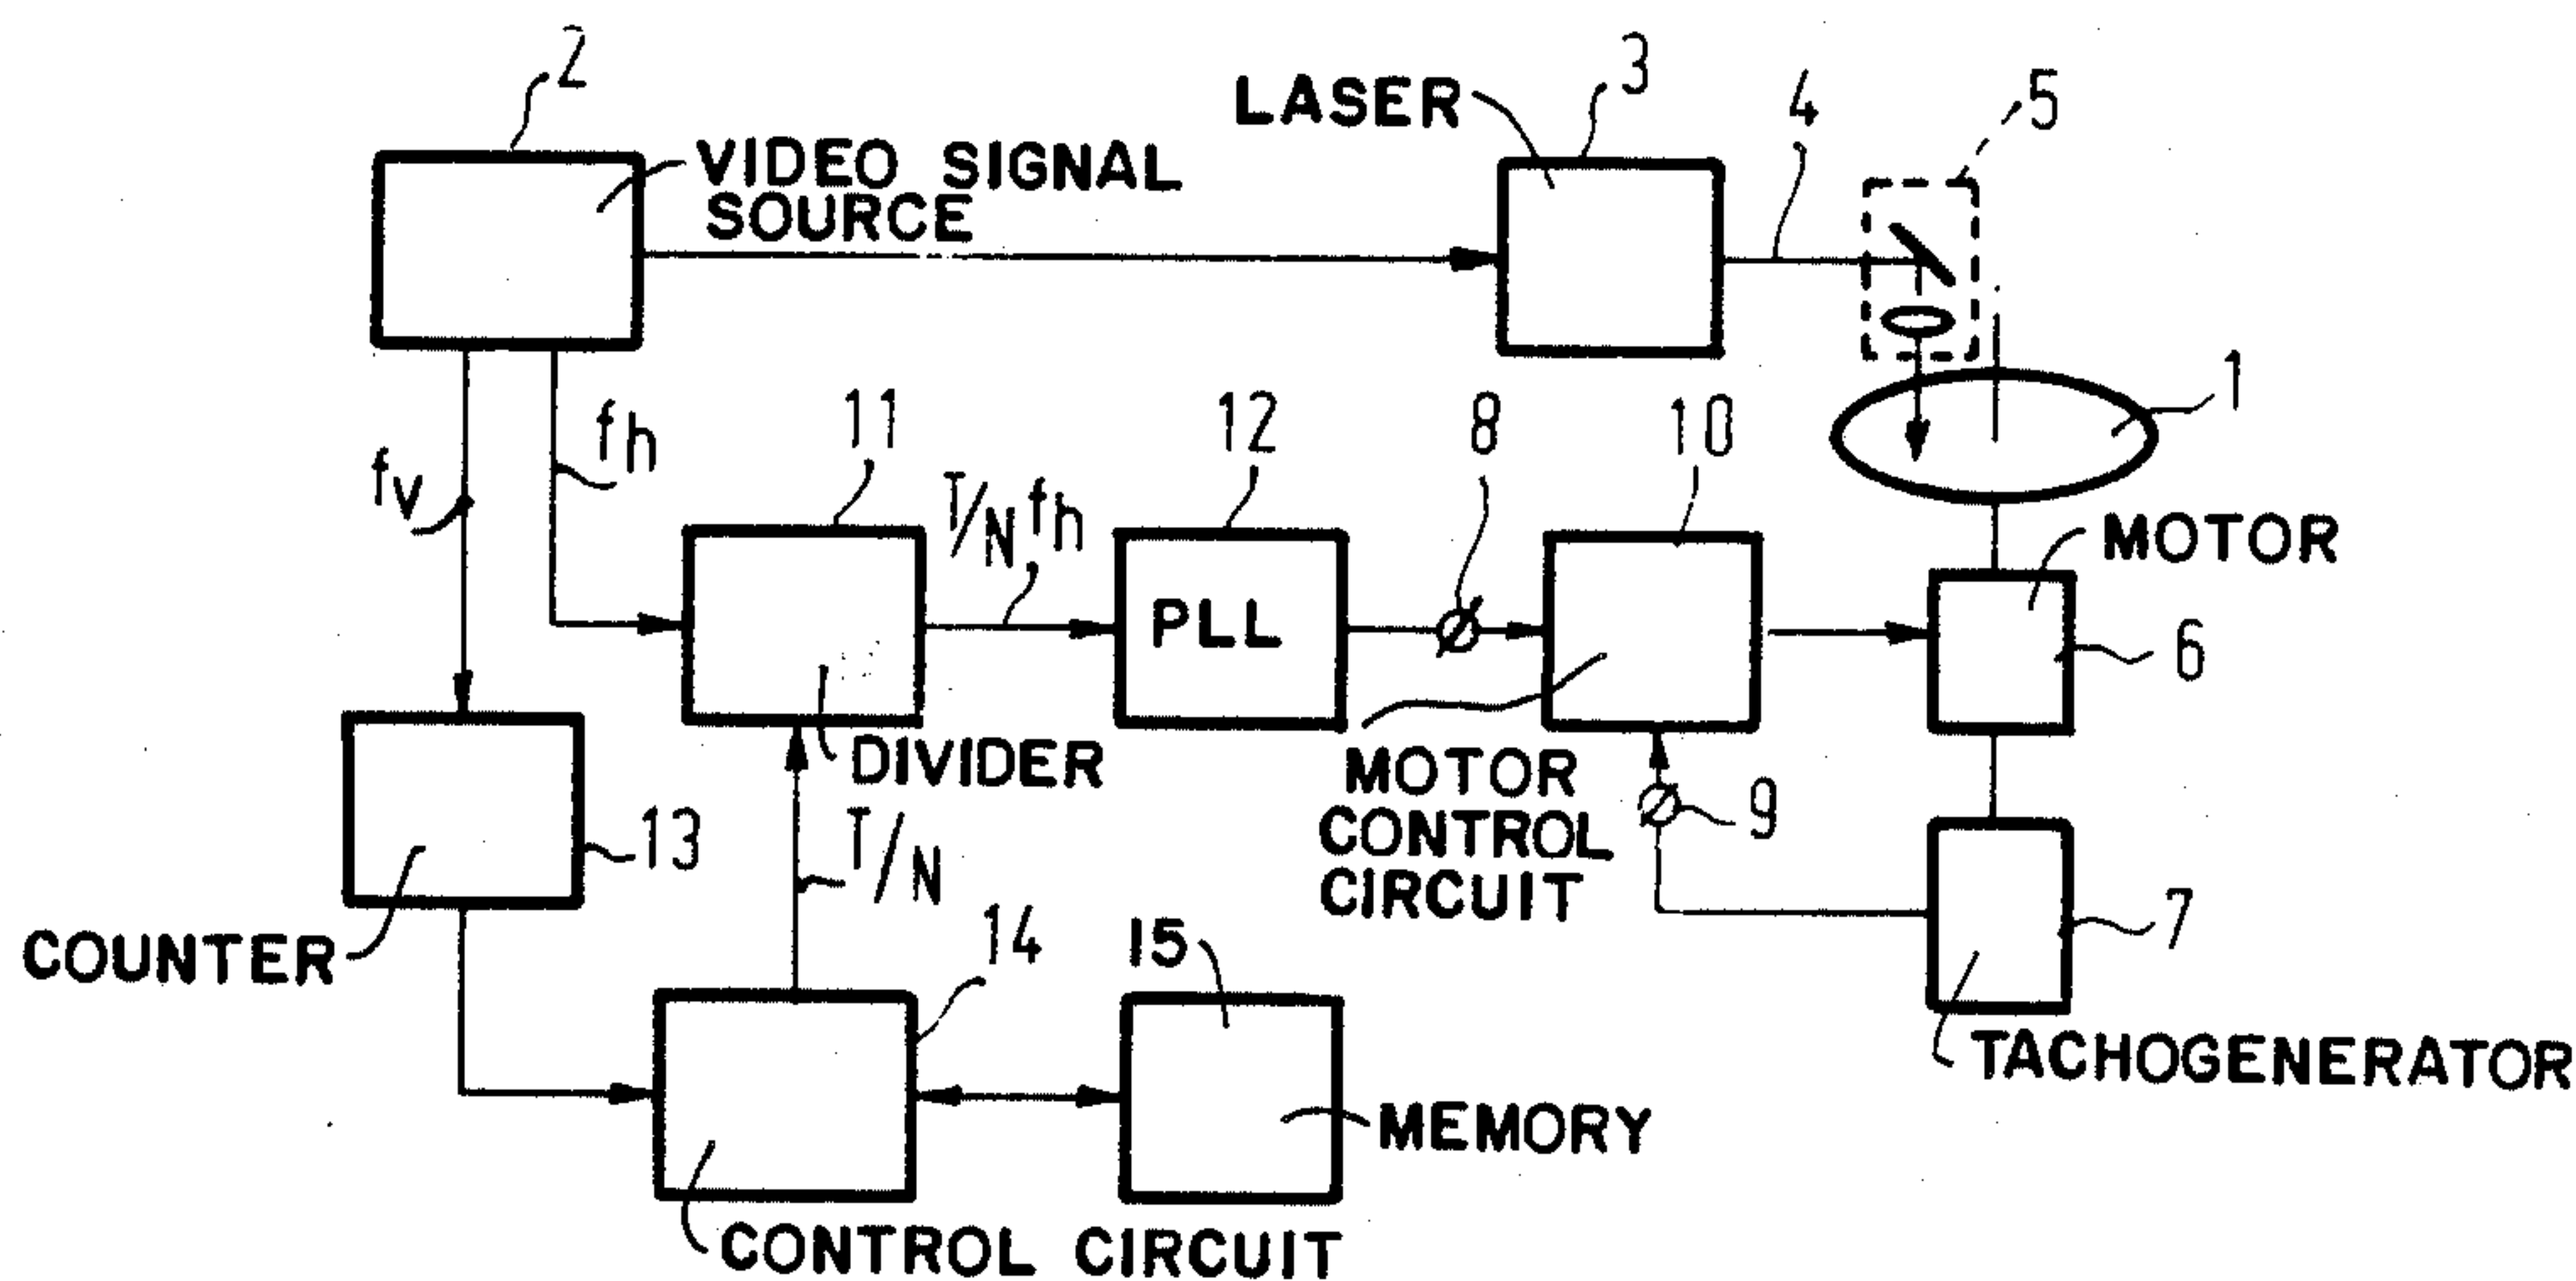 2
LASER
3
4
5
VIDEO SIGNAL
SOURCE
1
fv
fh
11
T/N fh
12
8
10
MOTOR
PLL
6
DIVIDER
MOTOR
CONTROL
CIRCUIT
9
13
T/N
COUNTER
14
15
7
TACHOGENERATOR
MEMORY
CONTROL CIRCUIT